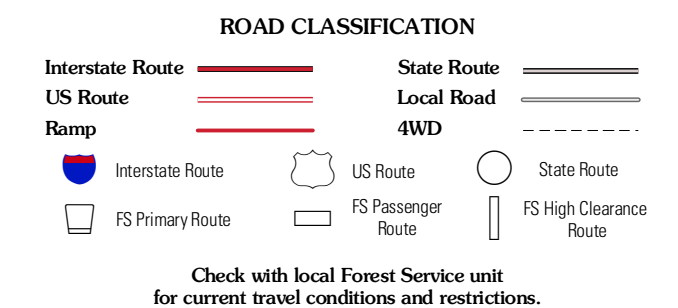 ROAD CLASSIFICATION
Interstate Route
State Route
US Route
Local Road
Ramp
4WD
Interstate Route
US Route
State Route
FS Primary Route
FS Passenger
Route
FS High Clearance
Route
Check with local Forest Service unit
for current travel conditions and restrictions.